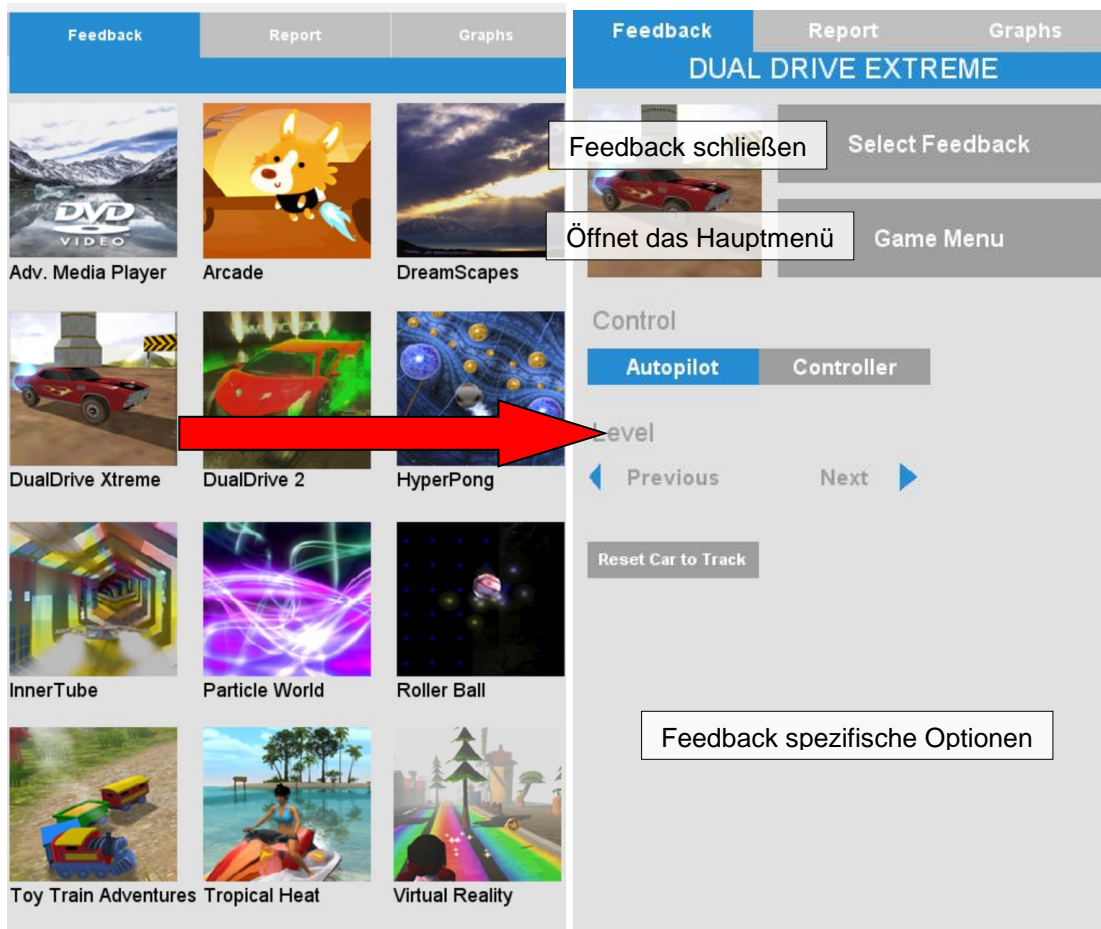 Feedback Report Graphs
DVD
VIDEO
Adv. Media Player Arcade DreamScapes
DualDrive Xtreme DualDrive 2 HyperPong
InnerTube Particle World Roller Ball
Toy Train Adventures Tropical Heat Virtual Reality
Feedback Report Graphs
DUAL DRIVE EXTREME
Feedback schließen
Select Feedback
Öffnet das Hauptmenü
Game Menu
Control
Autopilot Controller
Level
Previous Next
Reset Car to Track
Feedback spezifische Optionen